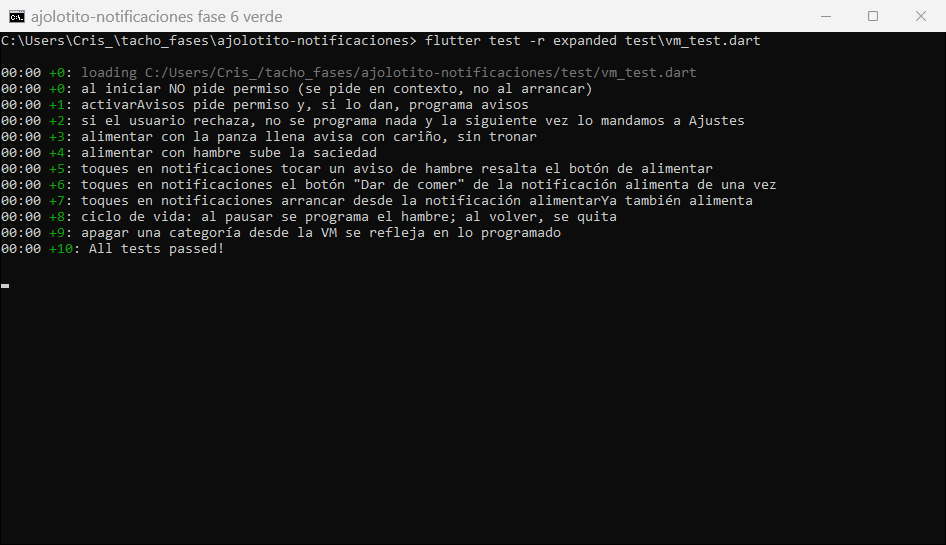 ajolotito-notificaciones fase 6 verde
C:\Users\Cris_\tacho_fases\ajolotito-notificaciones> flutter test -r expanded test\vm_test.dart
00:00 +0: loading C:/Users/Cris_/tacho_fases/ajolotito-notificaciones/test/vm_test.dart
00:00 +0: al iniciar NO pide permiso (se pide en contexto, no al arrancar)
00:00 +1: activarAvisos pide permiso y, si lo dan, programa avisos
00:00 +2: si el usuario rechaza, no se programa nada y la siguiente vez lo mandamos a Ajustes
00:00 +3: alimentar con la panza llena avisa con cariño, sin tronar
00:00 +4: alimentar con hambre sube la saciedad
00:00 +5: toques en notificaciones tocar un aviso de hambre resalta el botón de alimentar
00:00 +6: toques en notificaciones el botón "Dar de comer" de la notificación alimenta de una vez
00:00 +7: toques en notificaciones arrancar desde la notificación alimentarYa también alimenta
00:00 +8: ciclo de vida: al pausar se programa el hambre; al volver, se quita
00:00 +9: apagar una categoría desde la VM se refleja en lo programado
00:00 +10: All tests passed!